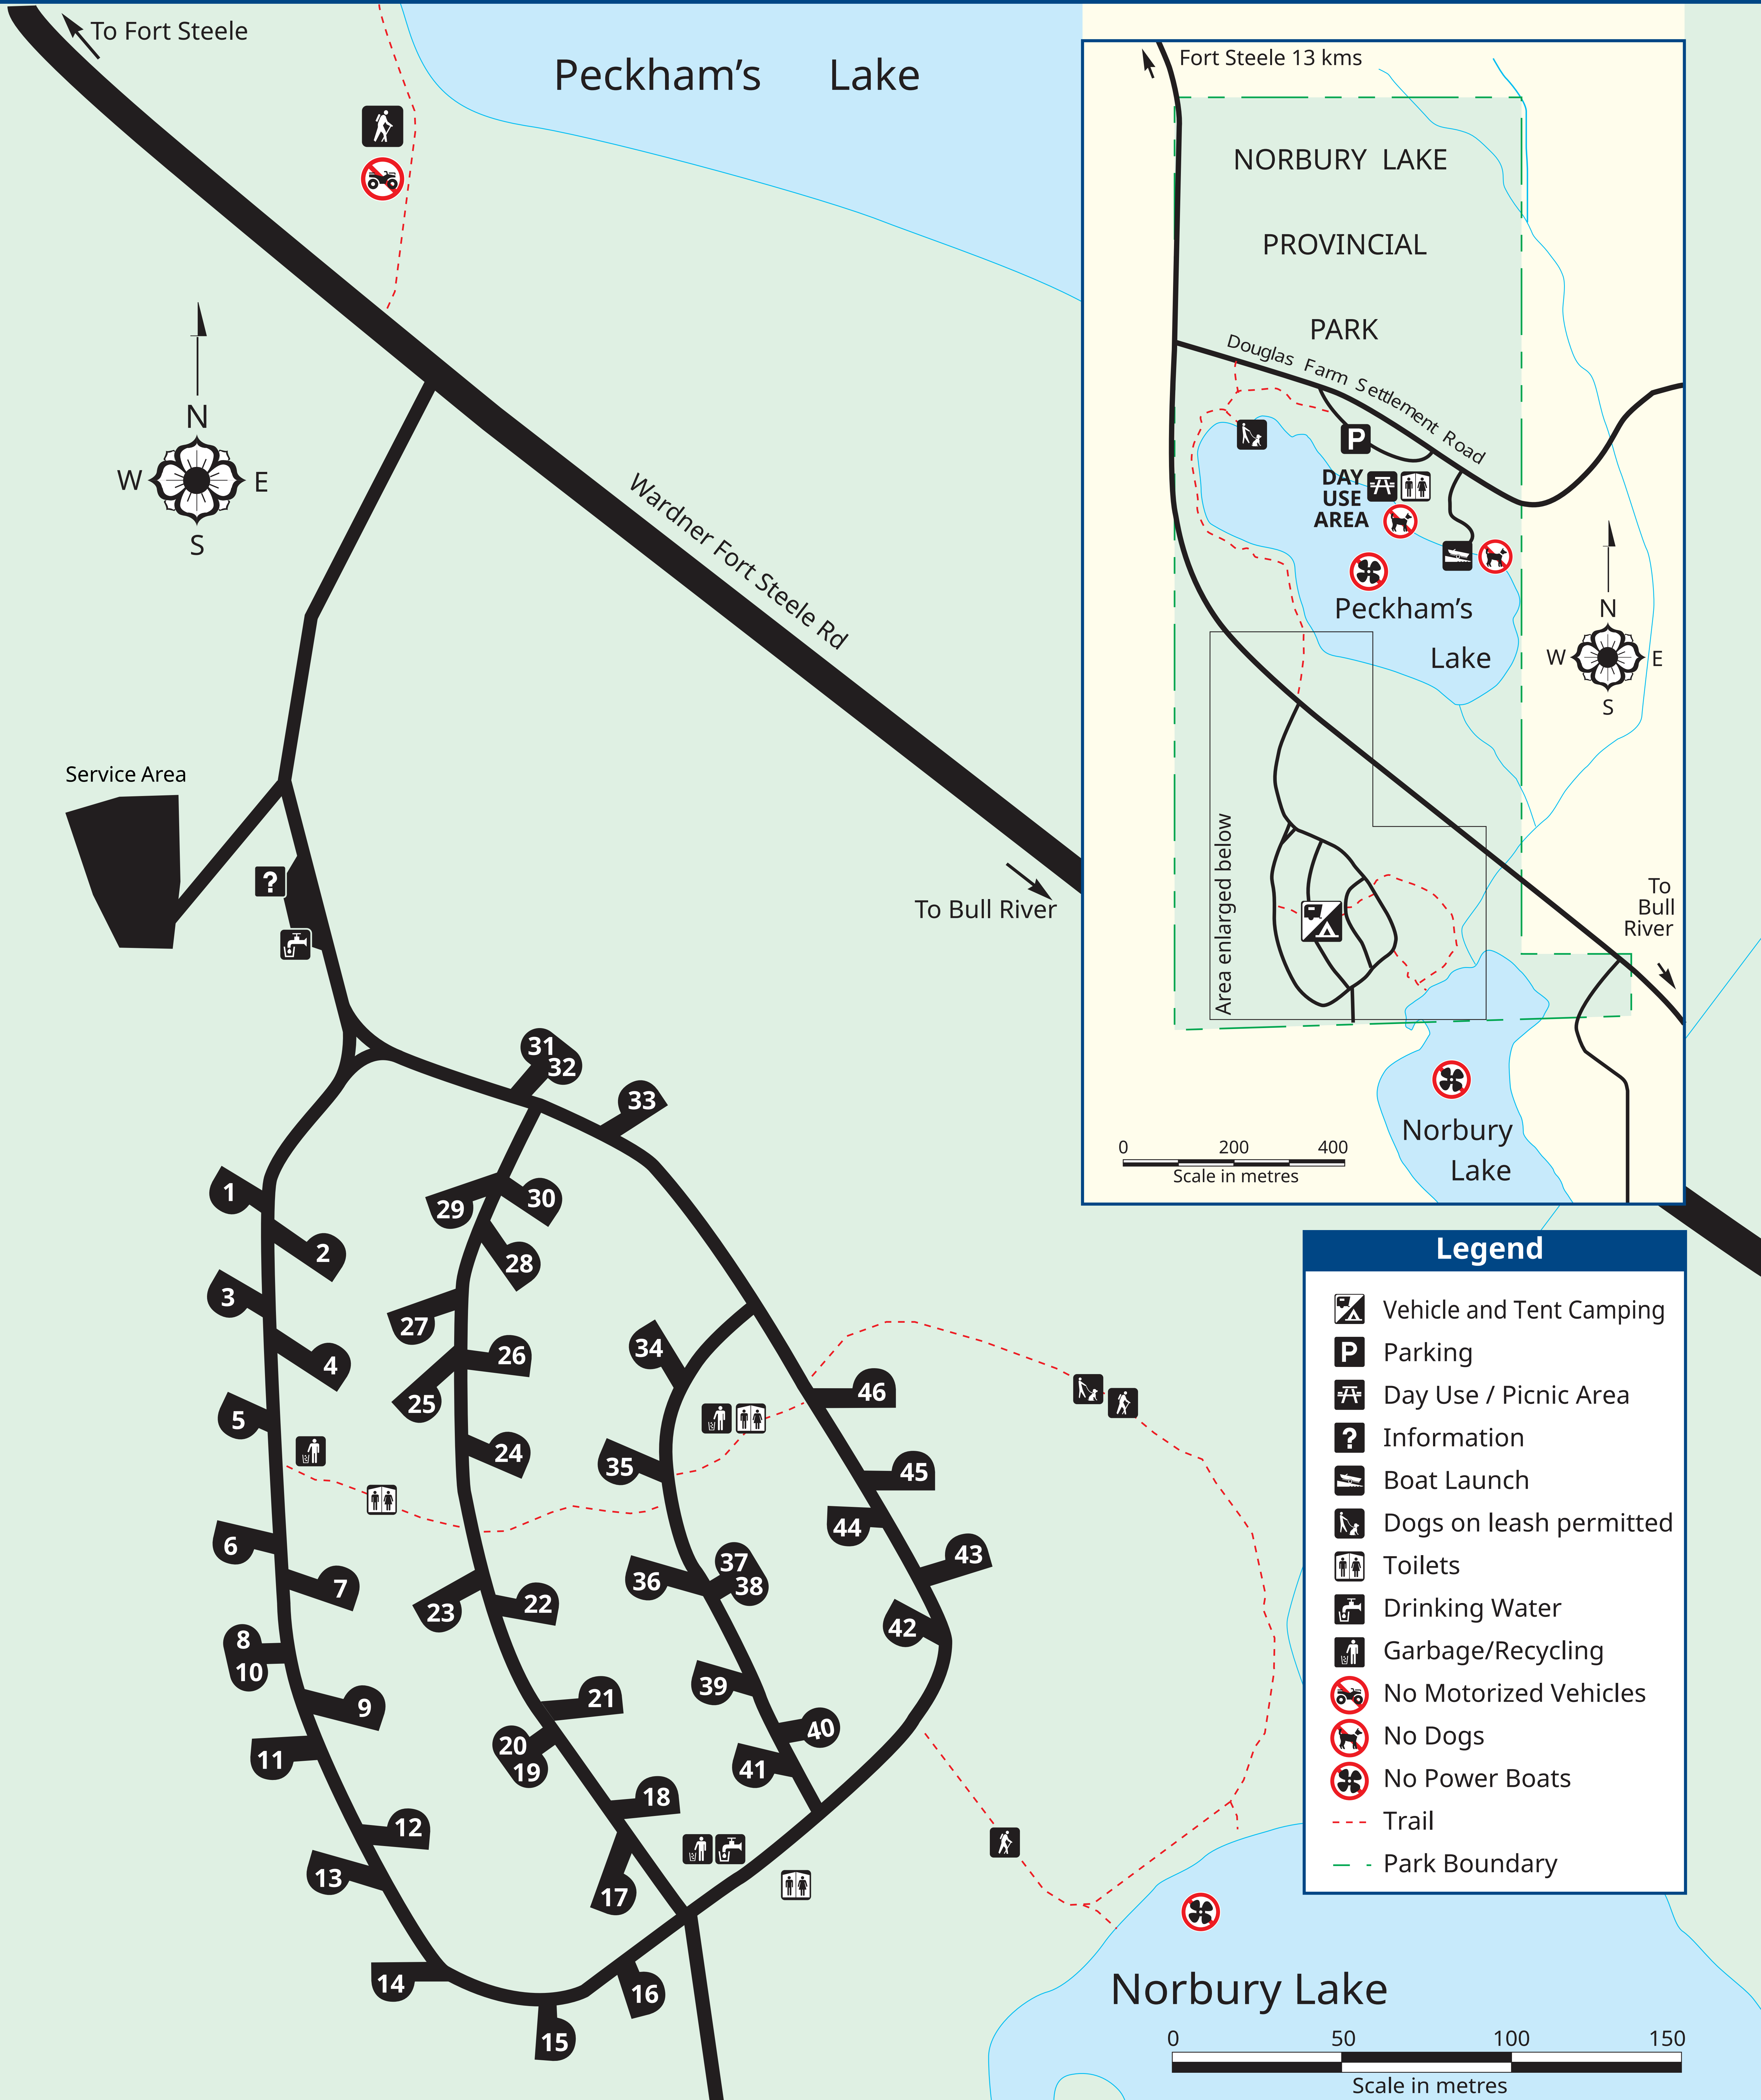 To Fort Steele
Peckham's Lake
N
W E
S
Wardner Fort Steele Rd
To Bull River
Service Area
?
Fort Steele 13 kms
NORBURY LAKE
PROVINCIAL
PARK
Douglas Farm Settlement Road
P
DAY
USE
AREA
Peckham's
Lake
N
W E
S
Area enlarged below
To
Bull
River
Norbury
Lake
0 200 400
Scale in metres
31
32
33
1
2
3
4
5
6
7
8
10
9
11
12
13
14
15
16
17
18
19
20
21
22
23
24
25
26
27
28
29
30
34
35
36
37
38
39
40
41
42
43
44
45
46
Legend
Vehicle and Tent Camping
P Parking
Day Use / Picnic Area
? Information
Boat Launch
Dogs on leash permitted
Toilets
Drinking Water
Garbage/Recycling
No Motorized Vehicles
No Dogs
No Power Boats
Trail
Park Boundary
Norbury Lake
0 50 100 150
Scale in metres